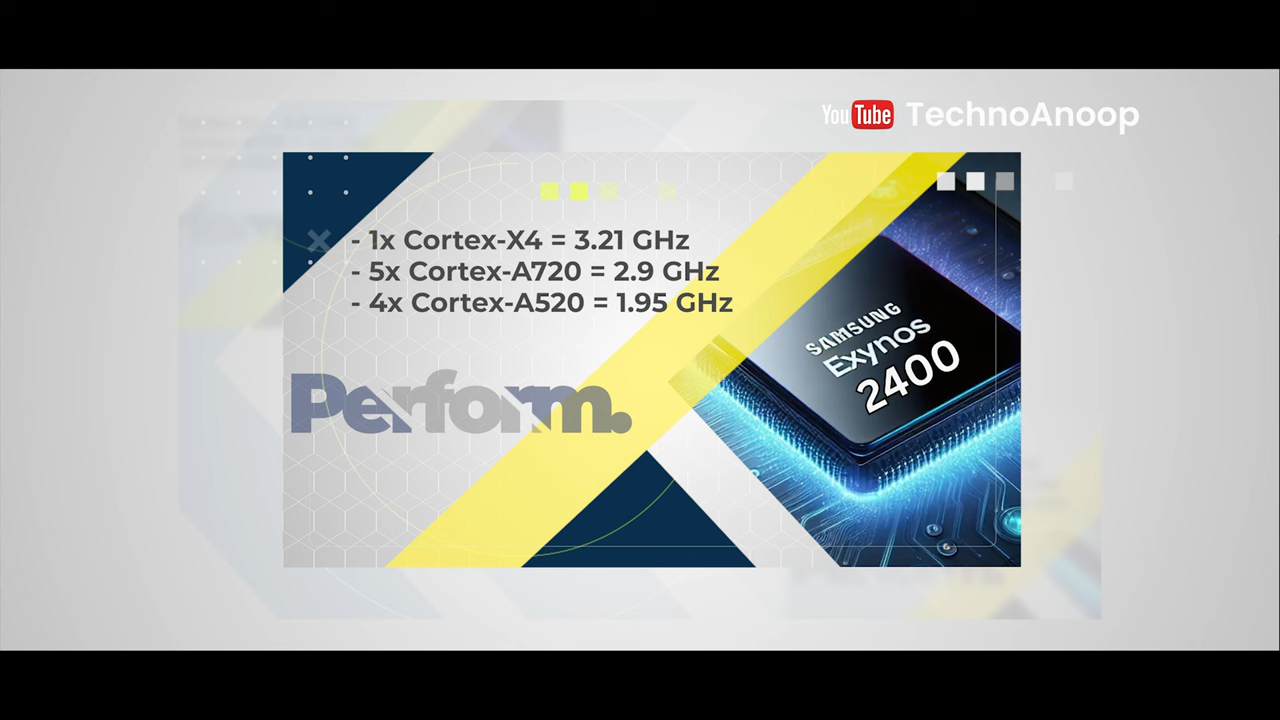 YouTube TechnoAnoop
- 1x Cortex-X4 = 3.21 GHz
- 5x Cortex-A720 = 2.9 GHz
- 4x Cortex-A520 = 1.95 GHz
SAMSUNG
Exynos
2400
Perform.